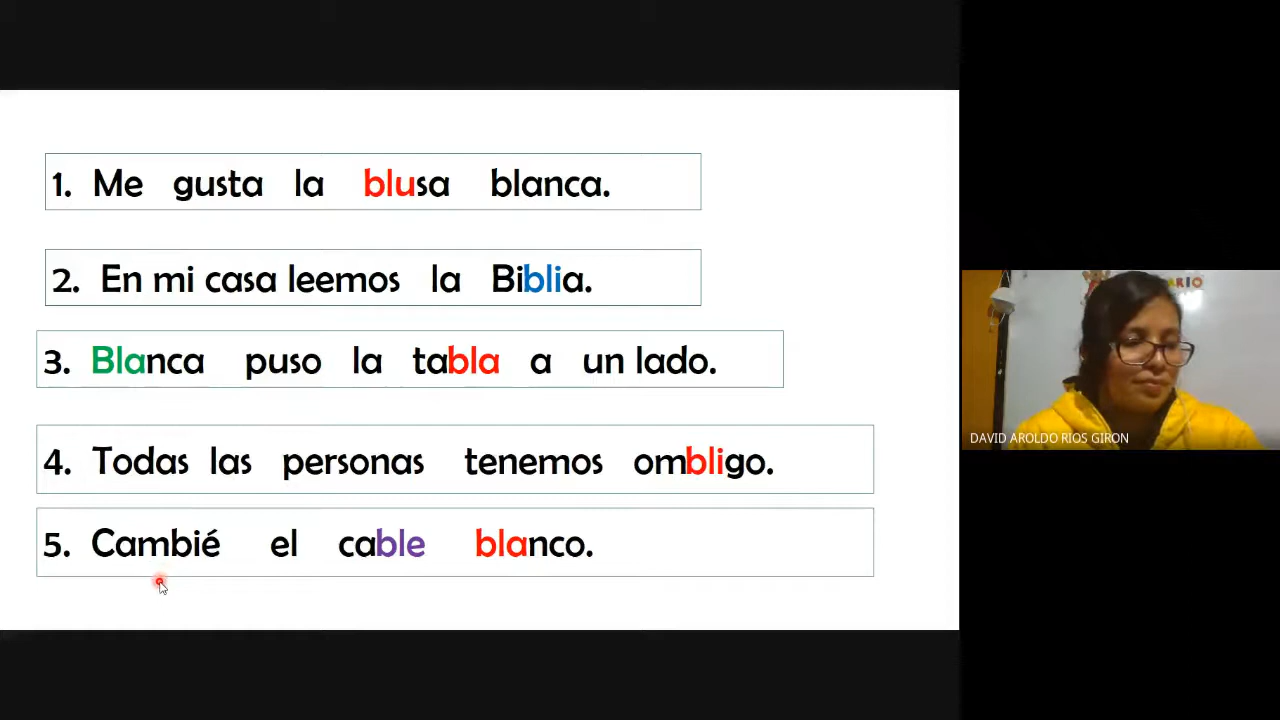 1. Me gusta la blusa blanca.
2. En mi casa leemos la Biblia.
3. Blanca puso la tabla a un lado.
4. Todas las personas tenemos ombligo.
5. Cambié el cable blanco.
DAVID AROLDO RIOS GIRON